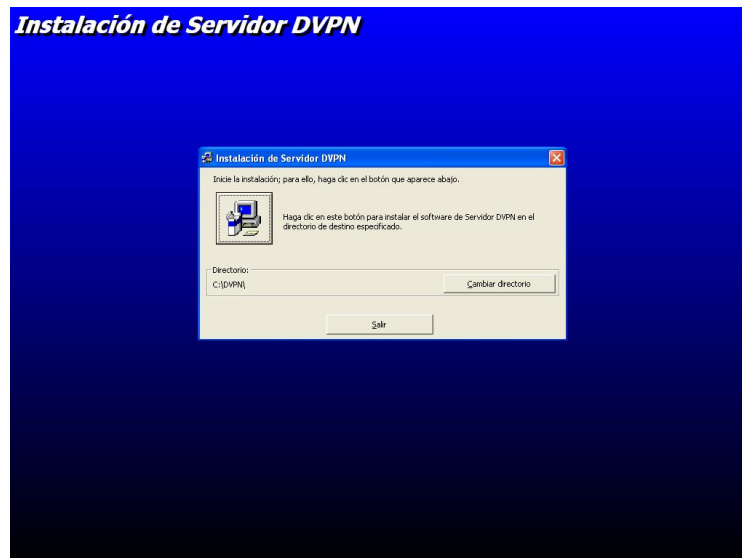 Instalación de Servidor DVPN
Instalación de Servidor DVPN
Inicie la instalación; para ello, haga clic en el botón que aparece abajo.
Haga clic en este botón para instalar el software de Servidor DVPN en el
directorio de destino especificado.
Directorio:
C:\DVPN\
Cambiar directorio
Salir